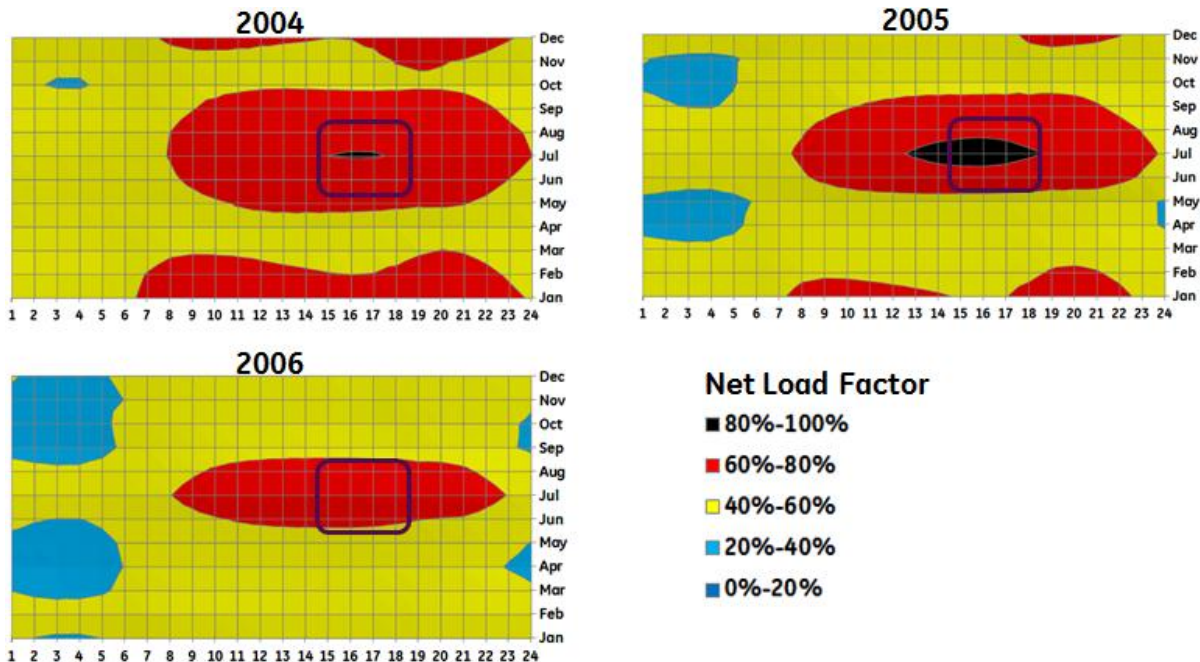 2004
Dec
Nov
Oct
Sep
Aug
Jul
Jun
May
Apr
Mar
Feb
Jan
1 2 3 4 5 6 7 8 9 10 11 12 13 14 15 16 17 18 19 20 21 22 23 24
2005
Dec
Nov
Oct
Sep
Aug
Jul
Jun
May
Apr
Mar
Feb
Jan
1 2 3 4 5 6 7 8 9 10 11 12 13 14 15 16 17 18 19 20 21 22 23 24
2006
Dec
Nov
Oct
Sep
Aug
Jul
Jun
May
Apr
Mar
Feb
Jan
1 2 3 4 5 6 7 8 9 10 11 12 13 14 15 16 17 18 19 20 21 22 23 24
Net Load Factor
80%-100%
60%-80%
40%-60%
20%-40%
0%-20%